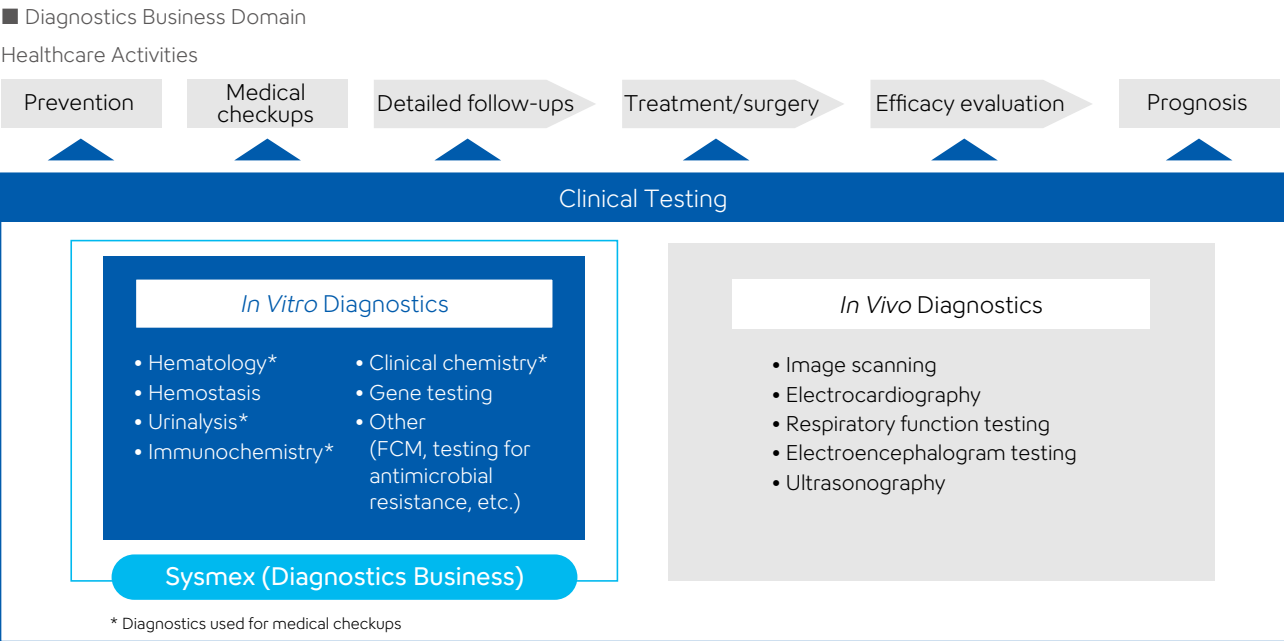 ■ Diagnostics Business Domain
Healthcare Activities
Prevention
Medical
checkups
Detailed follow-ups
Treatment/surgery
Efficacy evaluation
Prognosis
Clinical Testing
In Vitro Diagnostics
• Hematology*
• Hemostasis
• Urinalysis*
• Immunochemistry*
• Clinical chemistry*
• Gene testing
• Other
(FCM, testing for
antimicrobial
resistance, etc.)
Sysmex (Diagnostics Business)
* Diagnostics used for medical checkups
In Vivo Diagnostics
• Image scanning
• Electrocardiography
• Respiratory function testing
• Electroencephalogram testing
• Ultrasonography